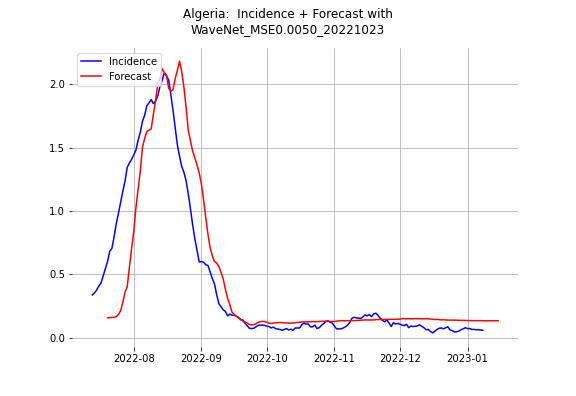 Algeria:  Incidence + Forecast with
WaveNet_MSE0.0050_20221023
Incidence
Forecast
2.0
1.5
1.0
0.5
0.0
2022-08 2022-09 2022-10 2022-11 2022-12 2023-01